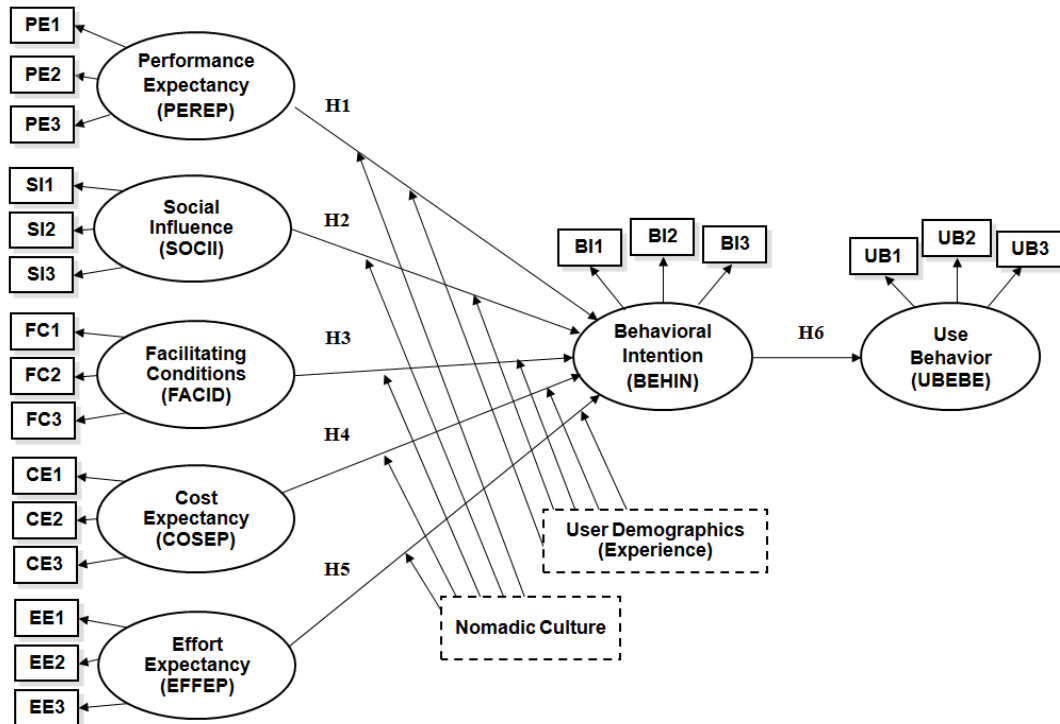 PE1
PE2
PE3
Performance
Expectancy
(PEREP)
H1
SI1
SI2
SI3
Social
Influence
(SOCII)
H2
FC1
FC2
FC3
Facilitating
Conditions
(FACID)
H3
CE1
CE2
CE3
Cost
Expectancy
(COSEP)
H4
EE1
EE2
EE3
Effort
Expectancy
(EFFEP)
H5
BI1
BI2
BI3
Behavioral
Intention
(BEHIN)
H6
UB1
UB2
UB3
Use
Behavior
(UBEBE)
User Demographics
(Experience)
Nomadic Culture